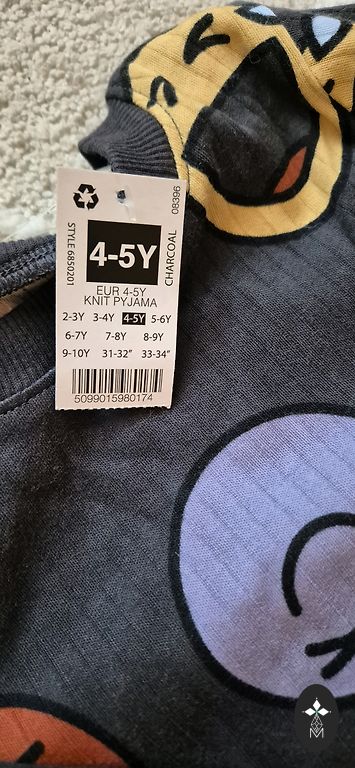 STYLE 6850201
4-5Y
CHARCOAL
08396
EUR 4-5Y
KNIT PYJAMA
2-3Y 3-4Y 4-5Y 5-6Y
6-7Y 7-8Y 8-9Y
9-10Y 31-32" 33-34"
5099015980174
M